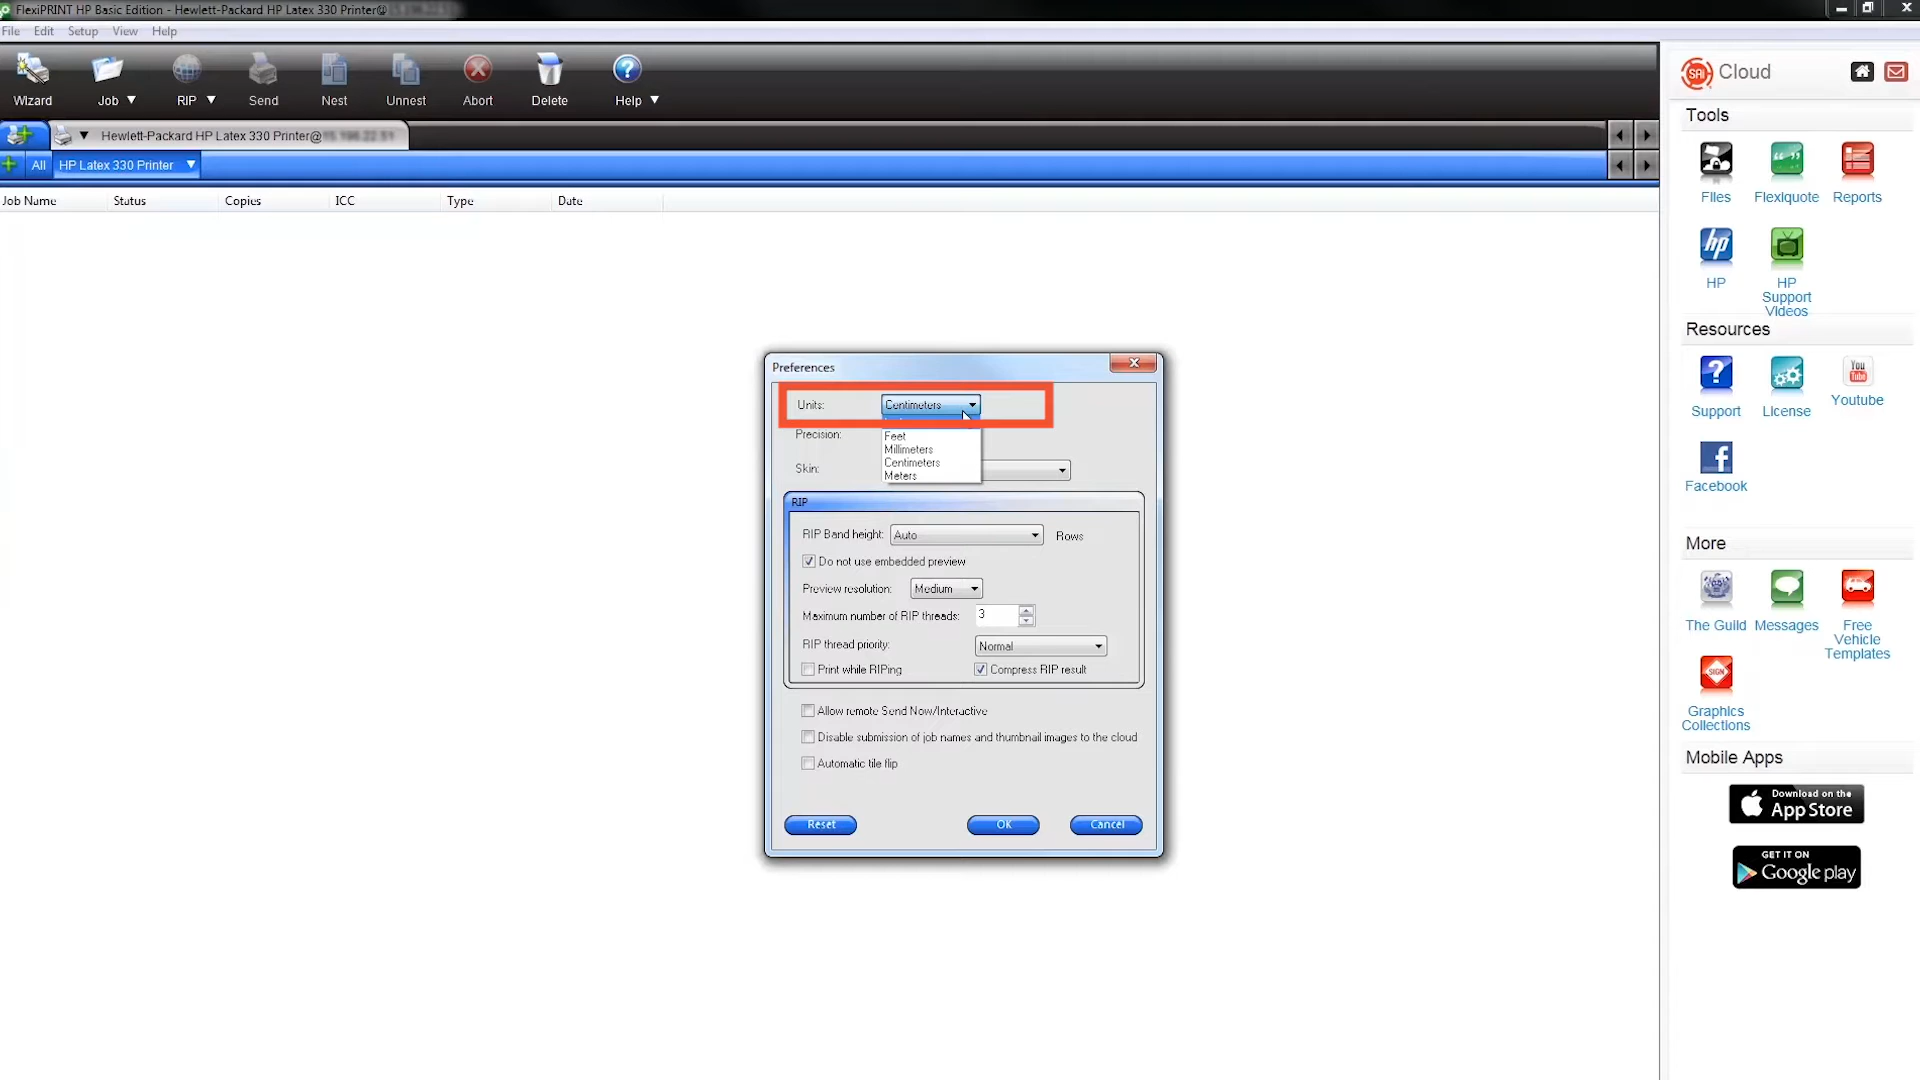 FlexiPRINT HP Basic Edition - Hewlett-Packard HP Latex 330 Printer@
File Edit Setup View Help
Wizard Job RIP Send Nest Unnest Abort Delete Help
Hewlett-Packard HP Latex 330 Printer@
All HP Latex 330 Printer
Job Name Status Copies ICC Type Date
Preferences
Units: Centimeters
Feet
Precision:
Millimeters
Centimeters
Skin:
Meters
RIP
RIP Band height: Auto Rows
Do not use embedded preview
Preview resolution: Medium
Maximum number of RIP threads: 3
RIP thread priority: Normal
Print while RIPing Compress RIP result
Allow remote Send Now/Interactive
Disable submission of job names and thumbnail images to the cloud
Automatic tile flip
Reset OK Cancel
SAi Cloud
Tools
Files Flexiquote Reports
hp
HP HP
Support
Videos
Resources
You
Tube
Support License Youtube
Facebook
More
The Guild Messages Free
Vehicle
Templates
SIGN
Graphics
Collections
Mobile Apps
Download on the
App Store
GET IT ON
Google play